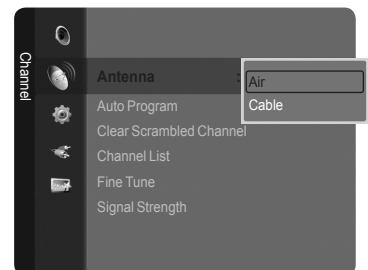 Channel
Antenna : Air
Cable
Auto Program
Clear Scrambled Channel
Channel List
Fine Tune
Signal Strength